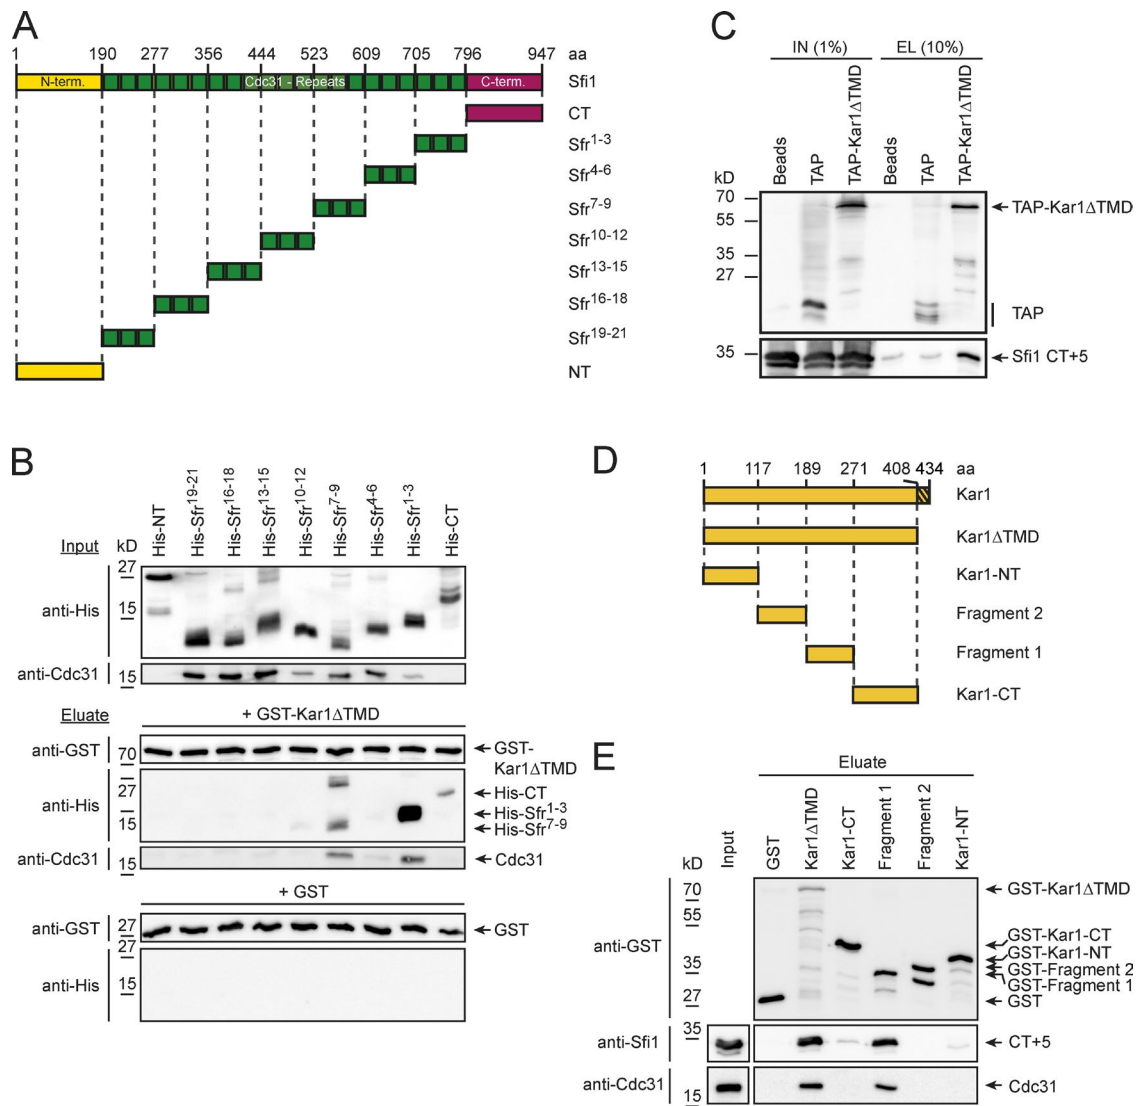 A
1 190 277 356 444 523 609 705 796 947 aa
N-term. Cdc31 - Repeats C-term. Sfi1
CT
Sfr1-3
Sfr4-6
Sfr7-9
Sfr10-12
Sfr13-15
Sfr16-18
Sfr19-21
NT
B
His-NT
His-Sfr19-21
His-Sfr16-18
His-Sfr13-15
His-Sfr10-12
His-Sfr7-9
His-Sfr4-6
His-Sfr1-3
His-CT
Input kD
27
anti-His
15
anti-Cdc31
15
Eluate
+ GST-Kar1ΔTMD
anti-GST
70
GST-
Kar1ΔTMD
27
anti-His
His-CT
His-Sfr1-3
15
His-Sfr7-9
anti-Cdc31
15
Cdc31
+ GST
anti-GST
27
GST
27
anti-His
15
C
IN (1%) EL (10%)
Beads
TAP
TAP-Kar1ΔTMD
Beads
TAP
TAP-Kar1ΔTMD
kD
70
TAP-Kar1ΔTMD
55
35
27
TAP
35
Sfi1 CT+5
D
1 117 189 271 408 434 aa
Kar1
Kar1ΔTMD
Kar1-NT
Fragment 2
Fragment 1
Kar1-CT
E
Eluate
Input
GST
Kar1ΔTMD
Kar1-CT
Fragment 1
Fragment 2
Kar1-NT
kD
70
GST-Kar1ΔTMD
55
anti-GST
GST-Kar1-CT
GST-Kar1-NT
35
GST-Fragment 2
GST-Fragment 1
27
GST
35
anti-Sfi1
CT+5
anti-Cdc31
15
Cdc31